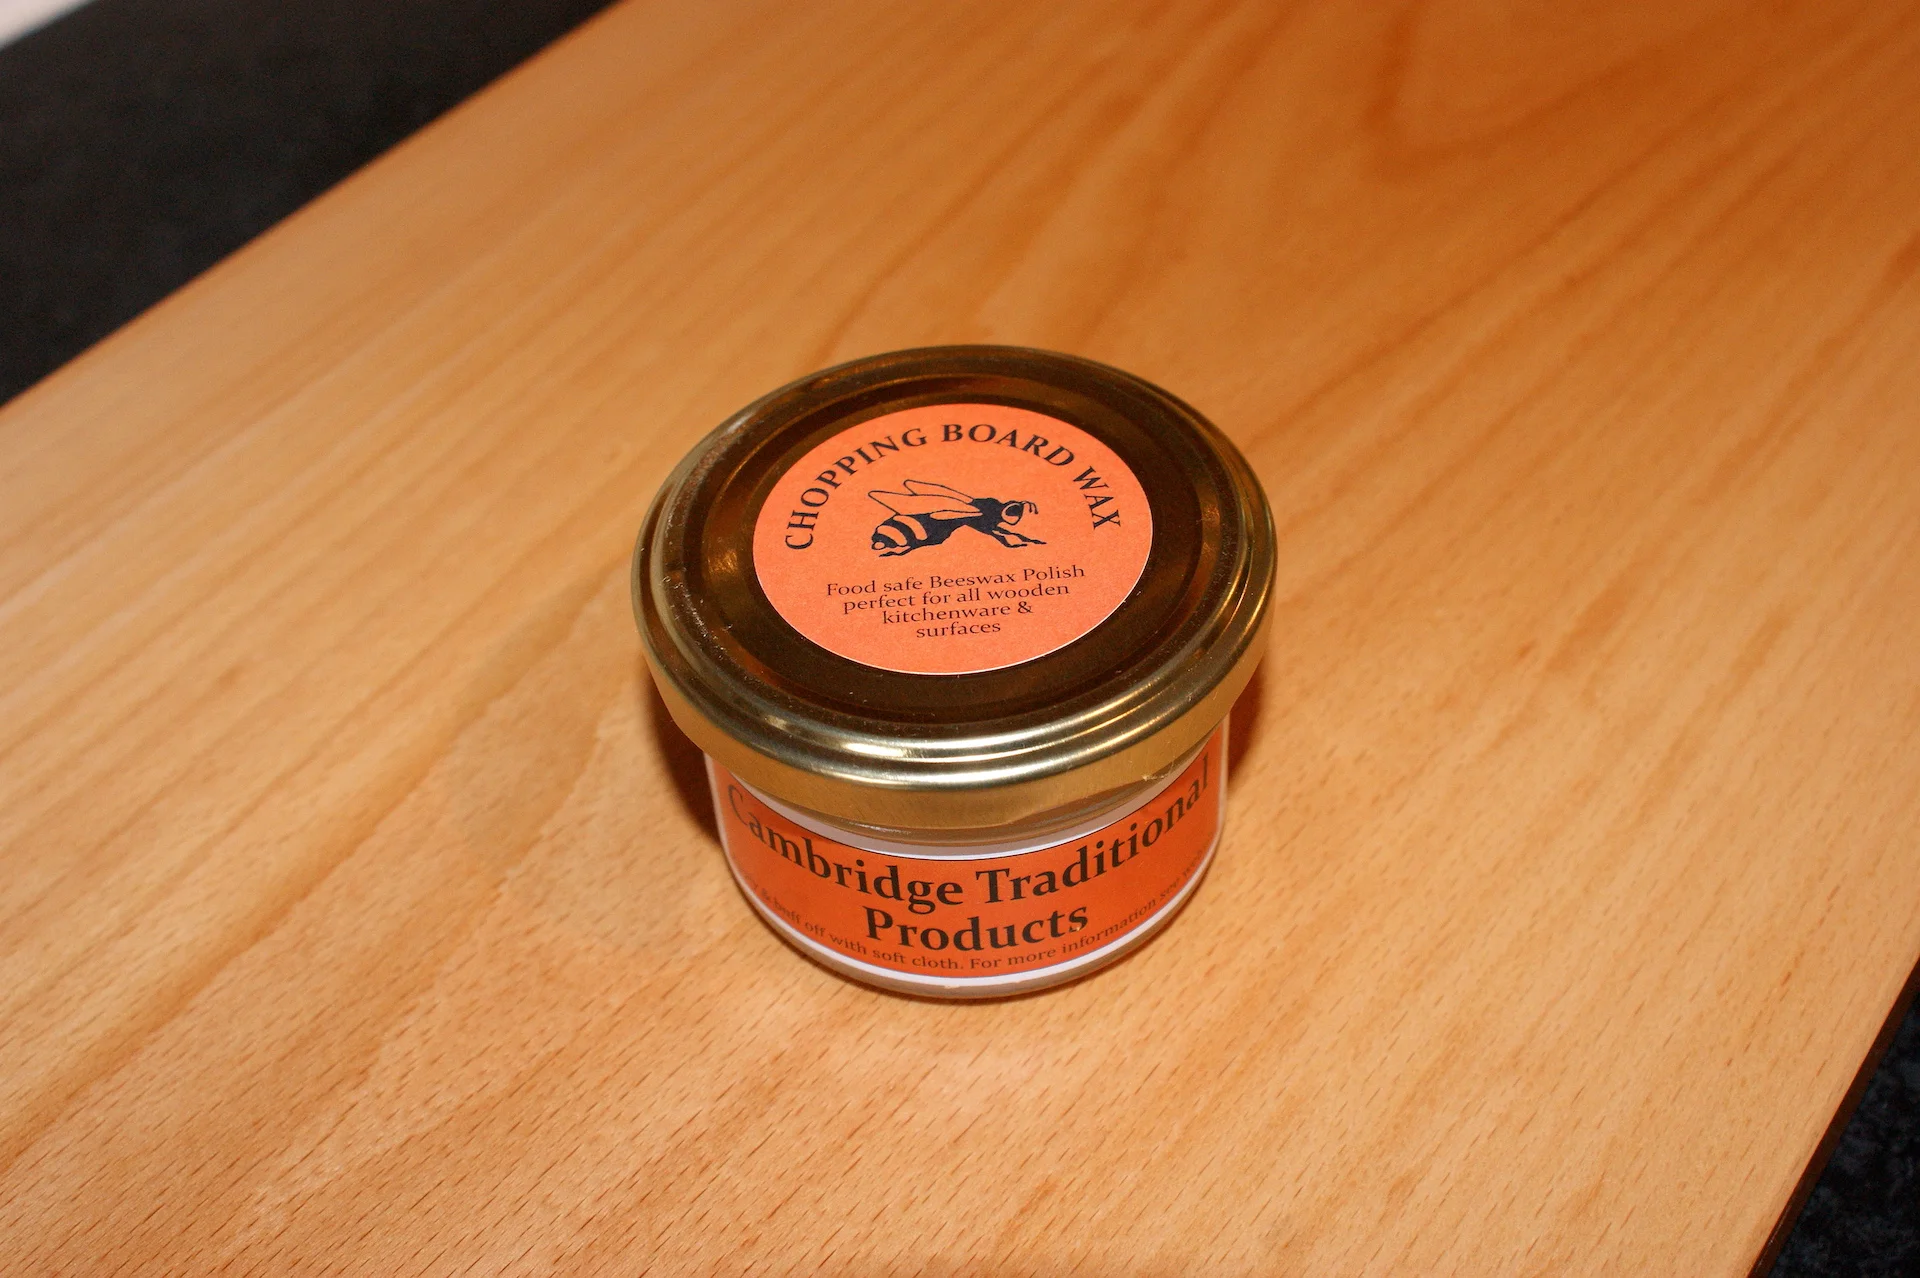 CHOPPING BOARD WAX
Food safe Beeswax Polish
perfect for all wooden
kitchenware &
surfaces
Cambridge Traditional
Products
& buff off with soft cloth. For more information see